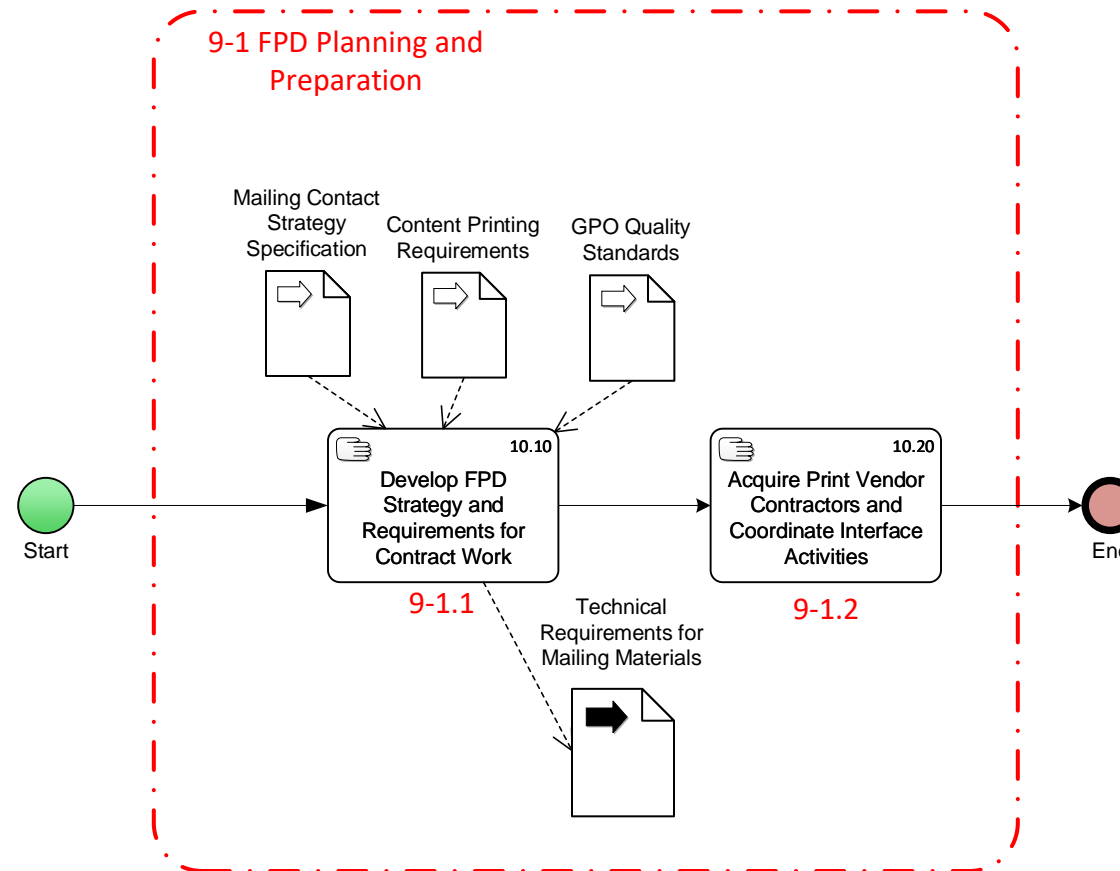 9-1 FPD Planning and
Preparation
Mailing Contact
Strategy
Specification
Content Printing
Requirements
GPO Quality
Standards
10.10
Develop FPD
Strategy and
Requirements for
Contract Work
10.20
Acquire Print Vendor
Contractors and
Coordinate Interface
Activities
Start
9-1.1
9-1.2
Technical
Requirements for
Mailing Materials